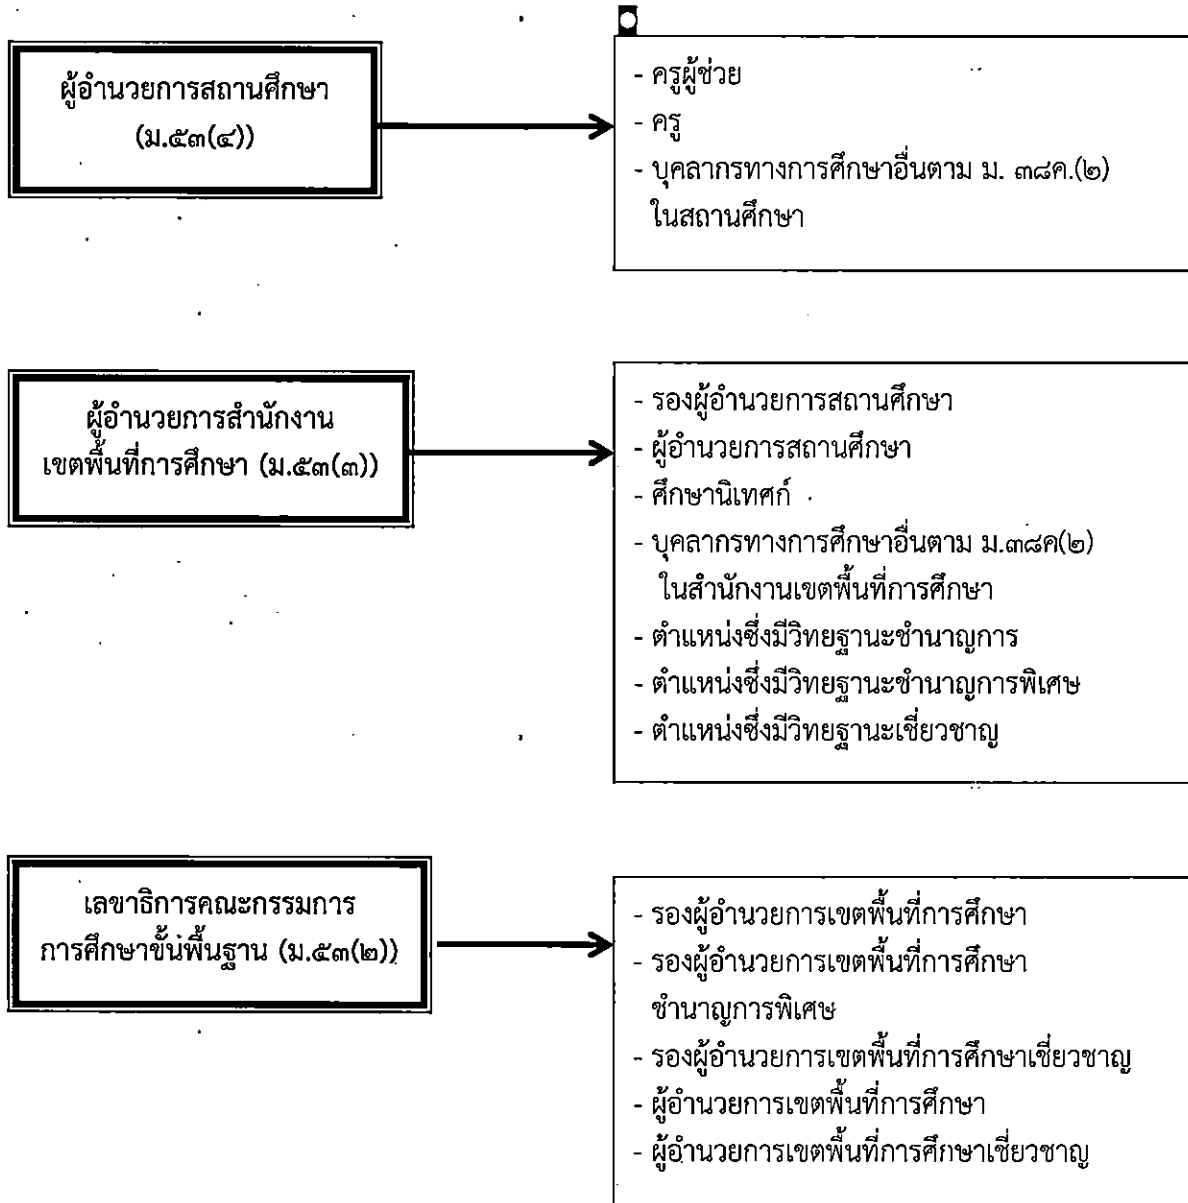 ผู้อำนวยการสถานศึกษา
(ม.๕๓(๔))
- ครูผู้ช่วย
- ครู
- บุคลากรทางการศึกษาอื่นตาม ม. ๓๘ค.(๒)
ในสถานศึกษา
ผู้อำนวยการสำนักงาน
เขตพื้นที่การศึกษา (ม.๕๓(๓))
- รองผู้อำนวยการสถานศึกษา
- ผู้อำนวยการสถานศึกษา
- ศึกษานิเทศก์
- บุคลากรทางการศึกษาอื่นตาม ม.๓๘ค(๒)
ในสำนักงานเขตพื้นที่การศึกษา
- ตำแหน่งซึ่งมีวิทยฐานะชำนาญการ
- ตำแหน่งซึ่งมีวิทยฐานะชำนาญการพิเศษ
- ตำแหน่งซึ่งมีวิทยฐานะเชี่ยวชาญ
เลขาธิการคณะกรรมการ
การศึกษาขั้นพื้นฐาน (ม.๕๓(๒))
- รองผู้อำนวยการเขตพื้นที่การศึกษา
- รองผู้อำนวยการเขตพื้นที่การศึกษา
ชำนาญการพิเศษ
- รองผู้อำนวยการเขตพื้นที่การศึกษาเชี่ยวชาญ
- ผู้อำนวยการเขตพื้นที่การศึกษา
- ผู้อำนวยการเขตพื้นที่การศึกษาเชี่ยวชาญ